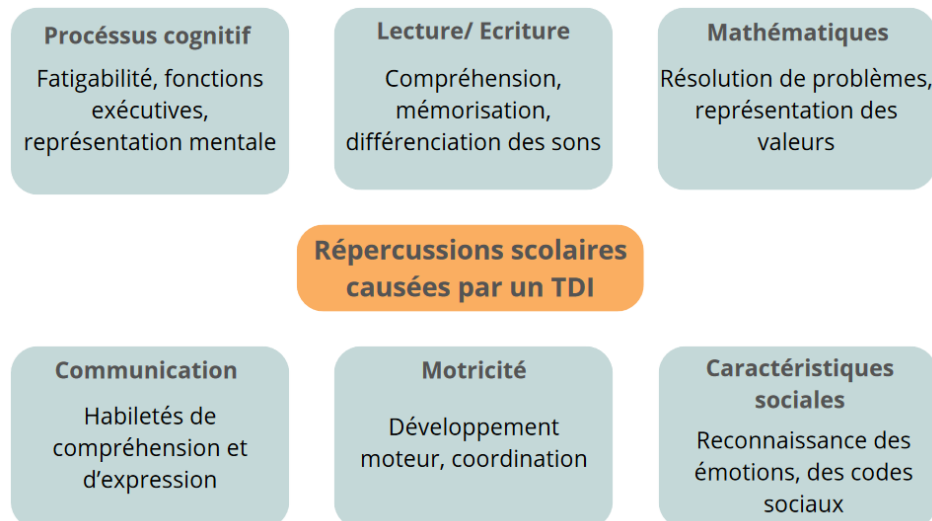 Procéssus cognitif
Fatigabilité, fonctions
exécutives,
représentation mentale
Lecture/ Ecriture
Compréhension,
mémorisation,
différenciation des sons
Mathématiques
Résolution de problèmes,
représentation des
valeurs
Répercussions scolaires
causées par un TDI
Communication
Habiletés de
compréhension et
d'expression
Motricité
Développement
moteur, coordination
Caractéristiques
sociales
Reconnaissance des
émotions, des codes
sociaux